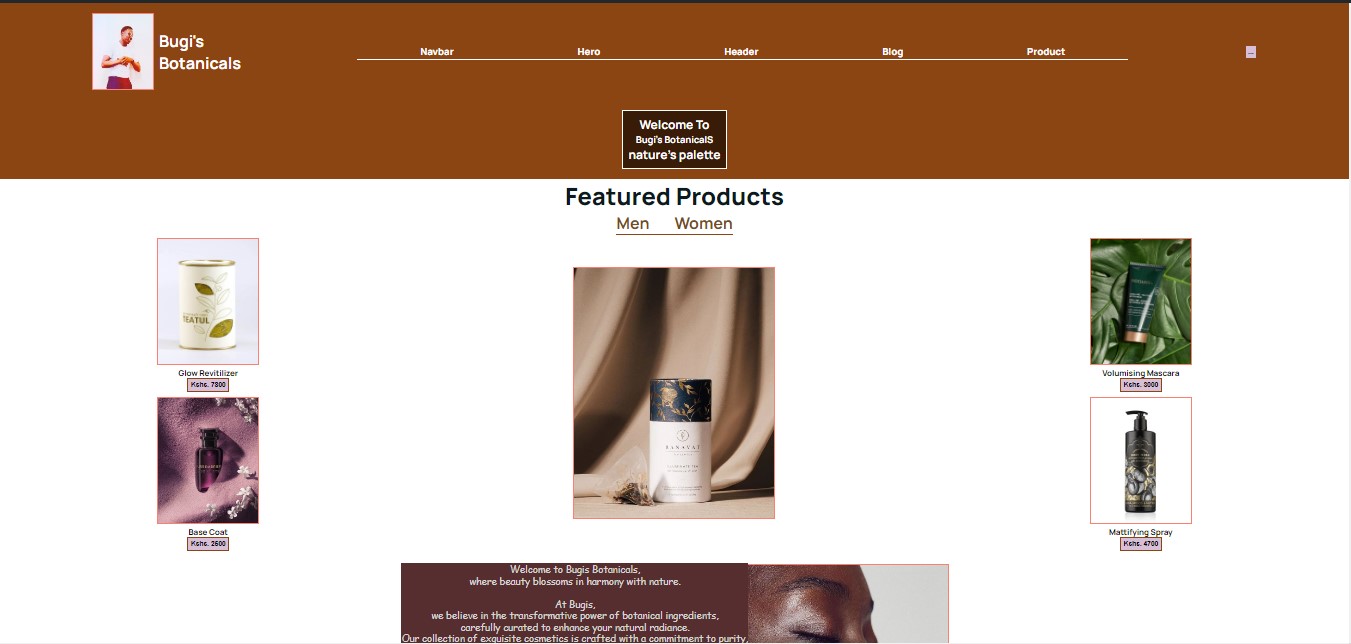 Bugi's
Botanicals
Navbar
Hero
Header
Blog
Product
Welcome To
Bugi's BotanicalS
nature's palette
Featured Products
Men
Women
TEATUL
Glow Revitilizer
Kshs. 7800
Base Coat
Kshs. 2600
RANAVAT
Volumising Mascara
Kshs. 3000
Mattifying Spray
Kshs. 4700
Welcome to Bugis Botanicals,
where beauty blossoms in harmony with nature.
At Bugis,
we believe in the transformative power of botanical ingredients,
carefully curated to enhance your natural radiance.
Our collection of exquisite cosmetics is crafted with a commitment to purity,